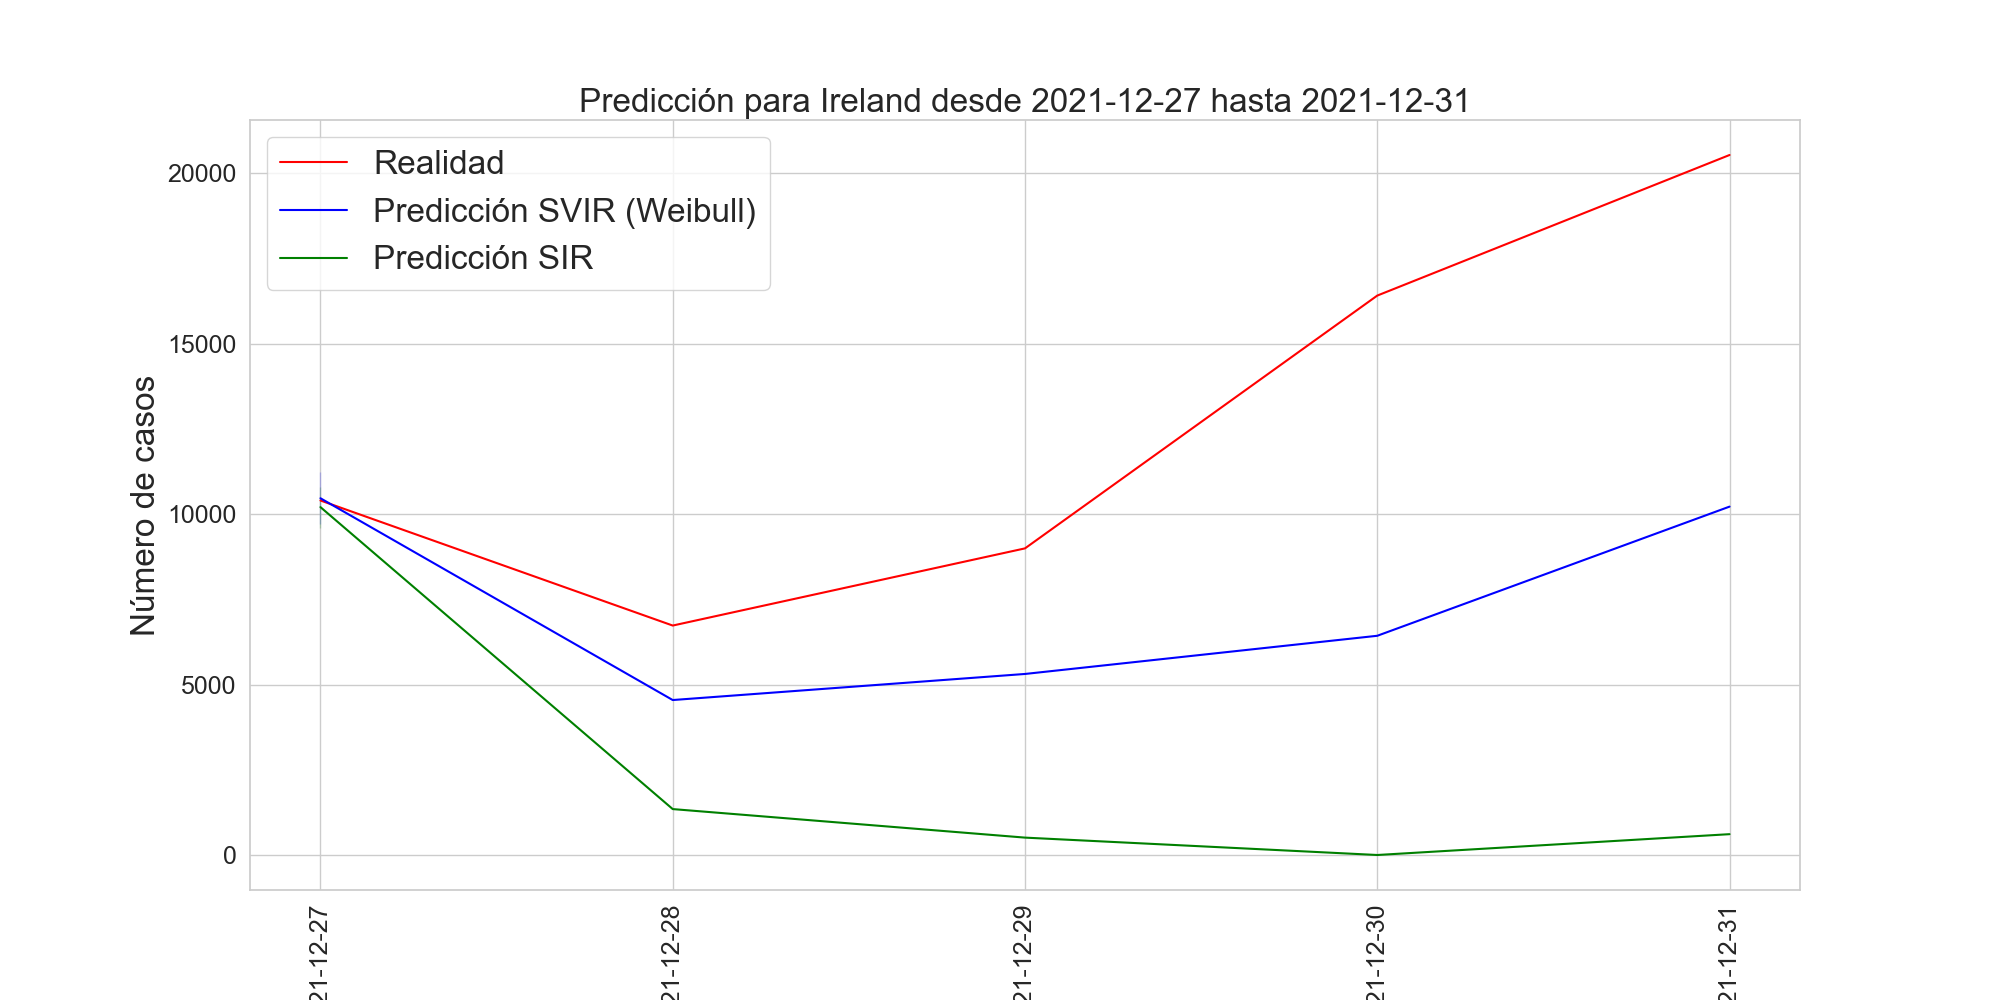 Predicción para Ireland desde 2021-12-27 hasta 2021-12-31
Realidad
Predicción SVIR (Weibull)
Predicción SIR
Número de casos
20000
15000
10000
5000
0
21-12-27
21-12-28
21-12-29
21-12-30
21-12-31